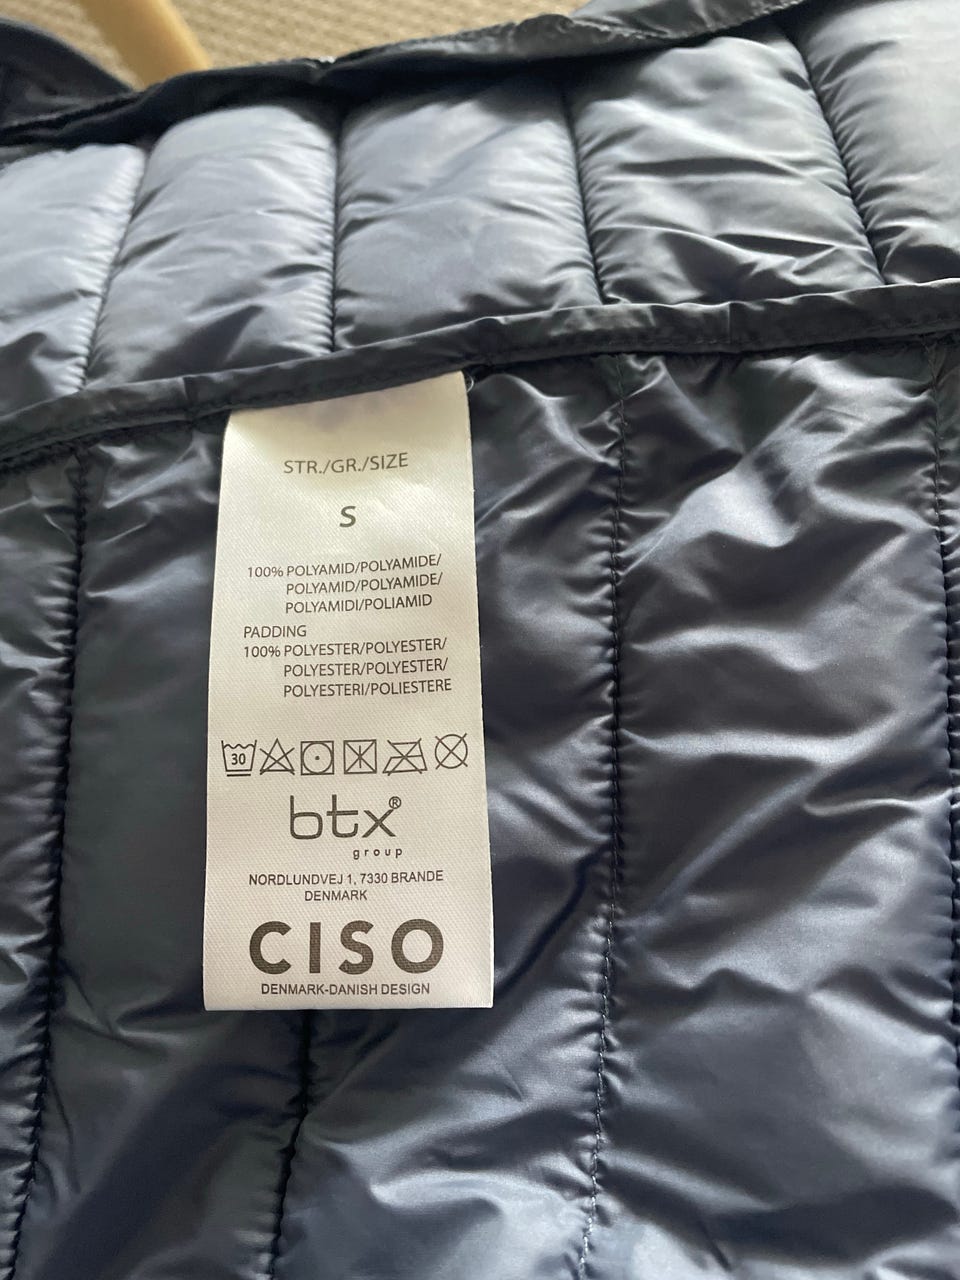 STR./GR./SIZE
S
100% POLYAMID/POLYAMIDE/
POLYAMID/POLYAMIDE/
POLYAMIDI/POLIAMID
PADDING
100% POLYESTER/POLYESTER/
POLYESTER/POLYESTER/
POLYESTERI/POLIESTERE
30
btx®
group
NORDLUNDVEJ 1, 7330 BRANDE
DENMARK
CISO
DENMARK-DANISH DESIGN